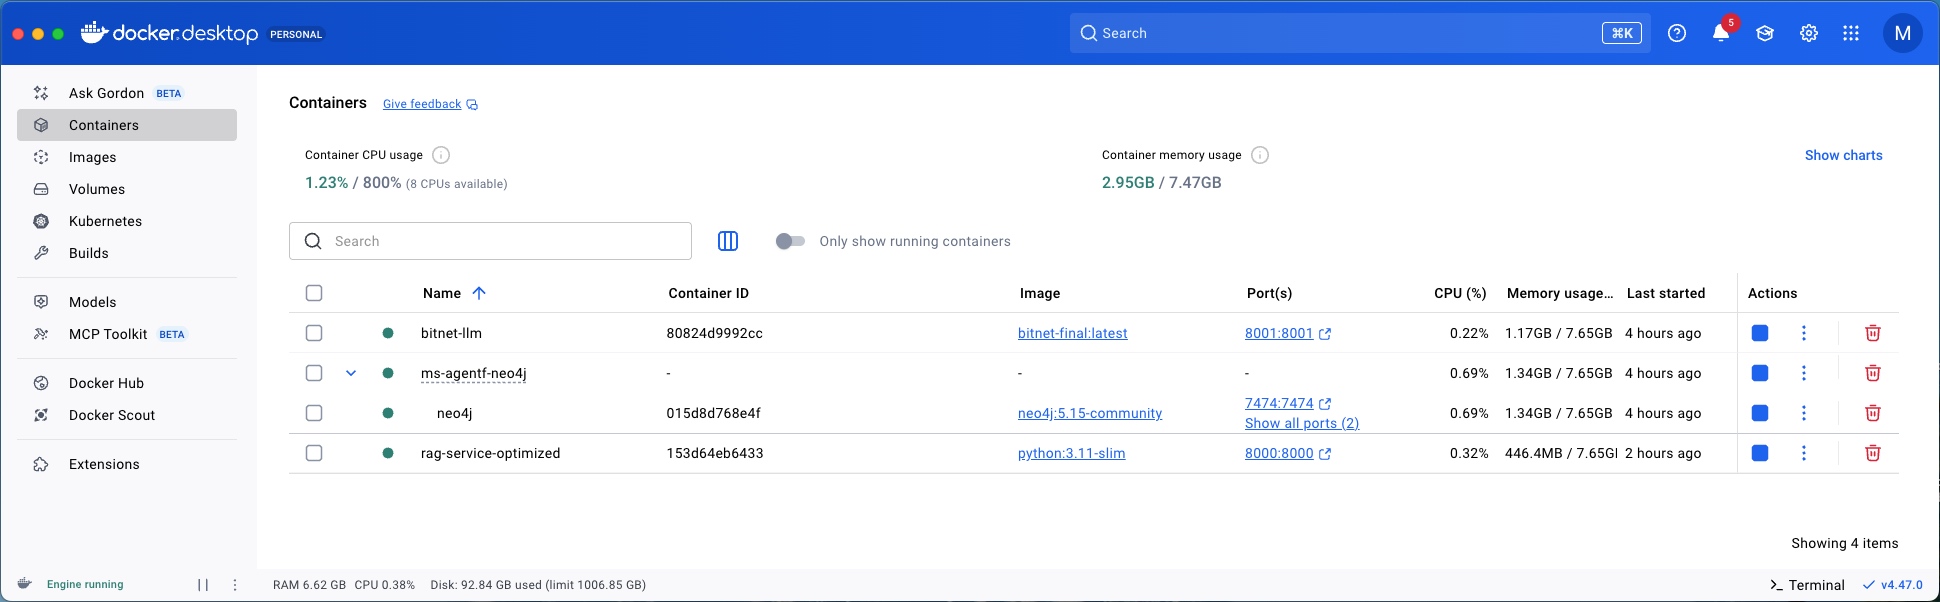 docker.desktop PERSONAL
Search
⌘K
5
M
Ask Gordon BETA
Containers
Images
Volumes
Kubernetes
Builds
Models
MCP Toolkit BETA
Docker Hub
Docker Scout
Extensions
Containers Give feedback
Container CPU usage
1.23% / 800% (8 CPUs available)
Container memory usage
2.95GB / 7.47GB
Show charts
Search
Only show running containers
Name Container ID Image Port(s) CPU (%) Memory usage... Last started Actions
bitnet-llm 80824d9992cc bitnet-final:latest 8001:8001 0.22% 1.17GB / 7.65GB 4 hours ago
ms-agentf-neo4j - - - 0.69% 1.34GB / 7.65GB 4 hours ago
neo4j 015d8d768e4f neo4j:5.15-community 7474:7474 0.69% 1.34GB / 7.65GB 4 hours ago
Show all ports (2)
rag-service-optimized 153d64eb6433 python:3.11-slim 8000:8000 0.32% 446.4MB / 7.65G 2 hours ago
Showing 4 items
Engine running
RAM 6.62 GB CPU 0.38% Disk: 92.84 GB used (limit 1006.85 GB)
>_ Terminal
v4.47.0